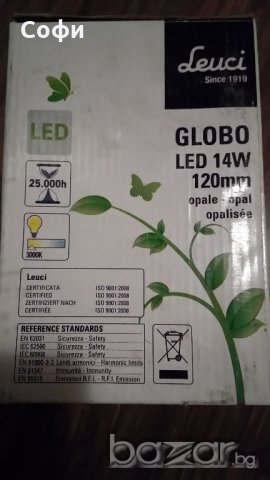 Софи
Leuci
Since 1919
LED
GLOBO
LED 14W
120mm
opale - opal
opalisée
25.000h
3000K
Leuci
CERTIFICATA ISO 9001:2008
CERTIFIED ISO 9001:2008
ZERTIFIZIERT NACH ISO 9001:2008
CERTIFIÉE ISO 9001:2008
REFERENCE STANDARDS
EN 62031 Sicurezza - Safety
IEC 62560 Sicurezza - Safety
IEC 60968 Sicurezza - Safety
EN 61000-3-2 Limiti armonici - Harmonic limits
EN 61547 Immunità - Immunity
EN 55015 Emissioni R.F.I. - R.F.I. Emission
bazar.bg